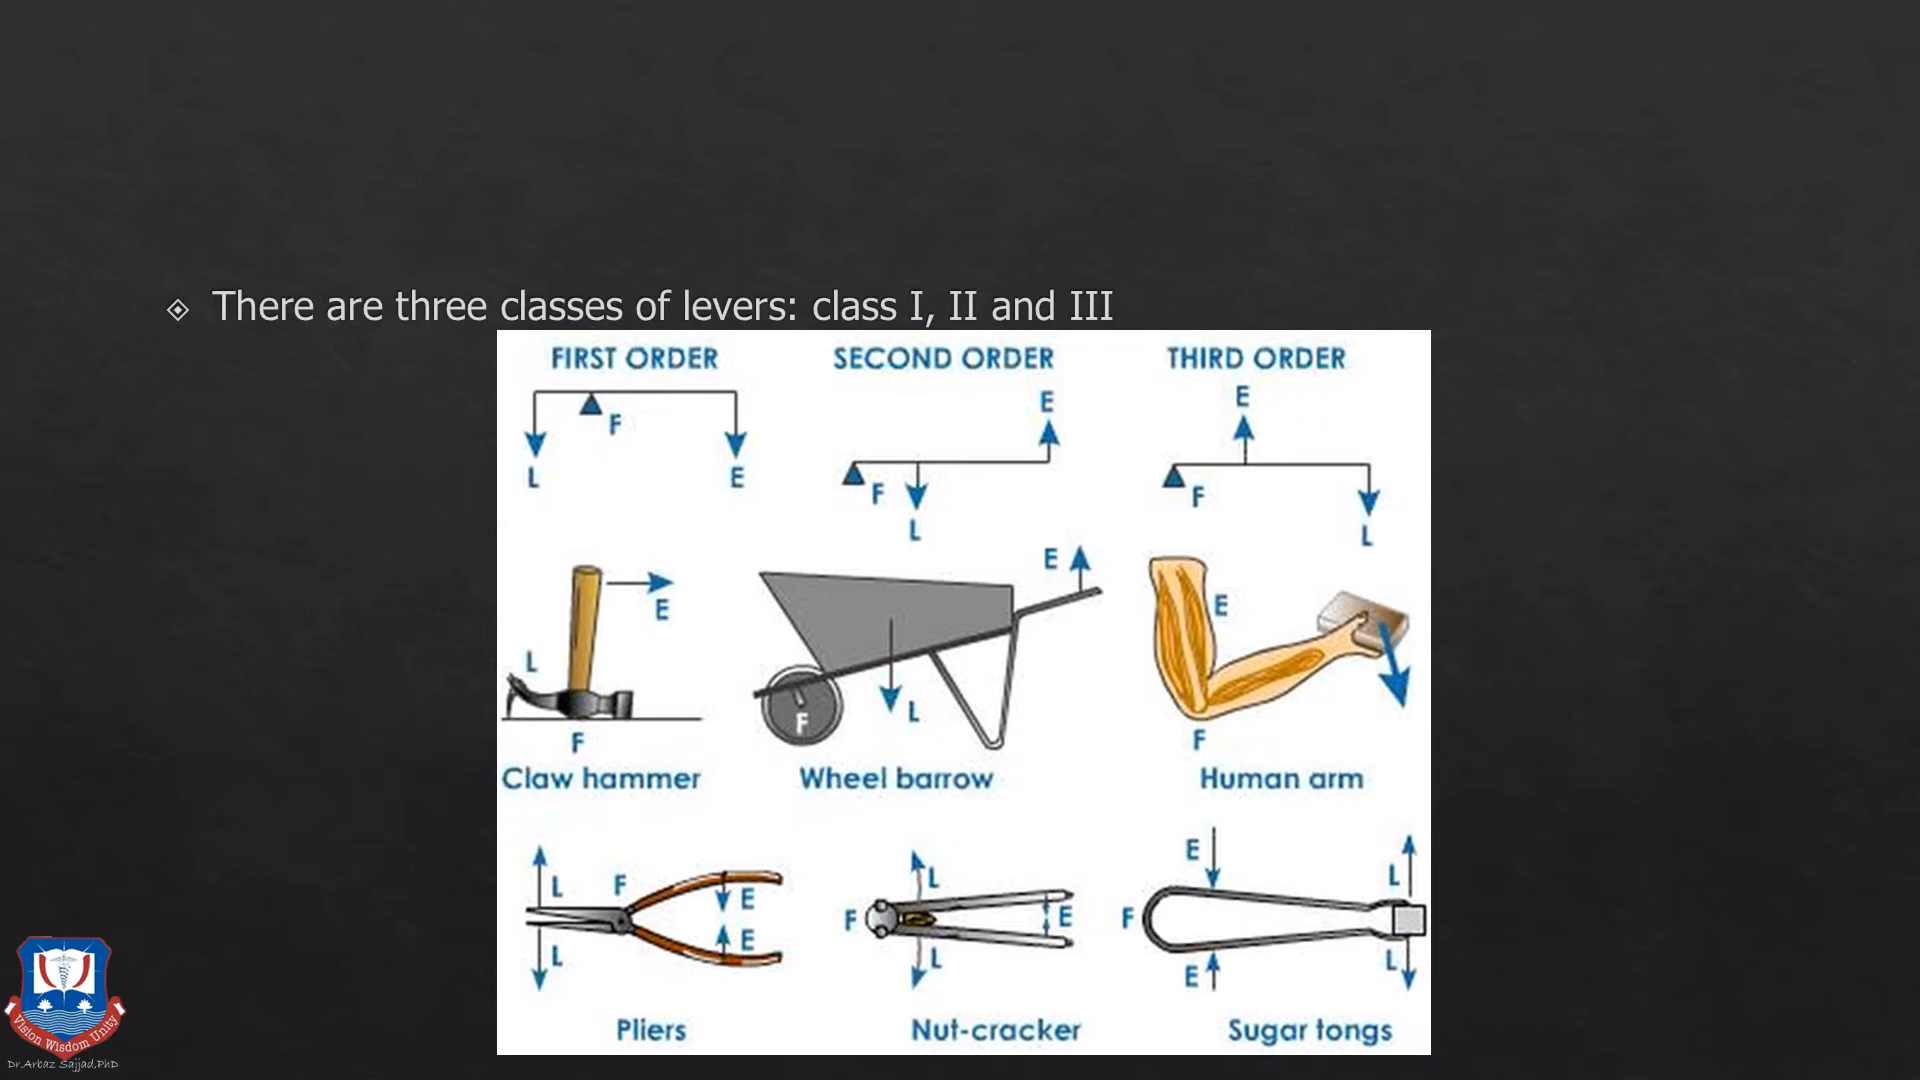 There are three classes of levers: class I, II and III
FIRST ORDER
SECOND ORDER
THIRD ORDER
L
F
E
E
F
L
E
F
L
E
L
F
Claw hammer
E
F
L
Wheel barrow
E
F
Human arm
L
F
E
E
L
Pliers
F
L
E
L
Nut-cracker
E
L
F
E
L
Sugar tongs
Vision Wisdom Unity
Dr.Arbaz Sajjad,PhD